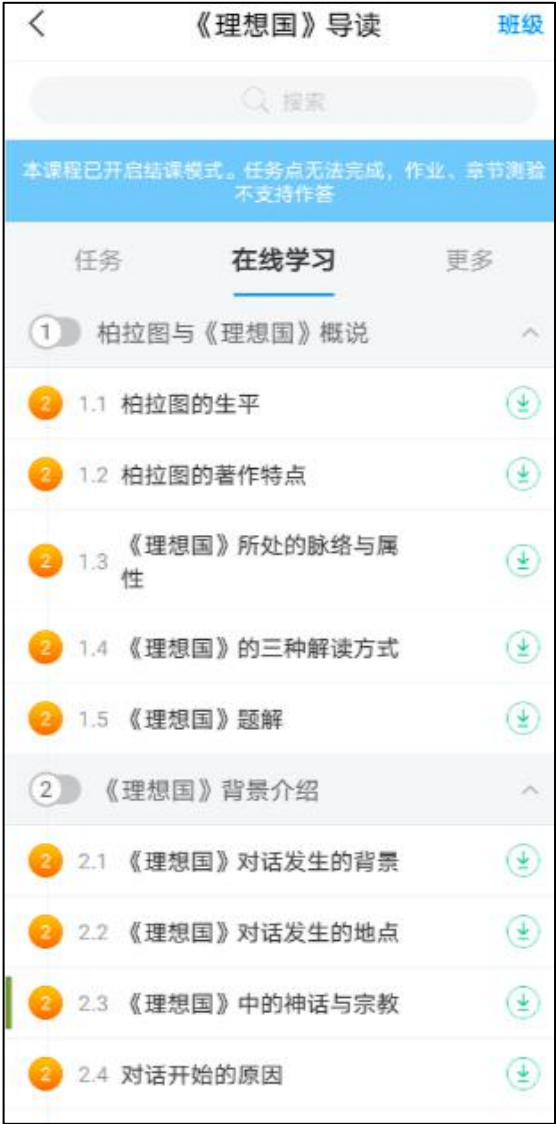 《理想国》导读 班级
搜索
本课程已开启结课模式。任务点无法完成，作业、章节测验
不支持作答
任务 在线学习 更多
1 柏拉图与《理想国》概说
2 1.1 柏拉图的生平
2 1.2 柏拉图的著作特点
2 1.3 《理想国》所处的脉络与属
性
2 1.4 《理想国》的三种解读方式
2 1.5 《理想国》题解
2 《理想国》背景介绍
2 2.1 《理想国》对话发生的背景
2 2.2 《理想国》对话发生的地点
2 2.3 《理想国》中的神话与宗教
2 2.4 对话开始的原因